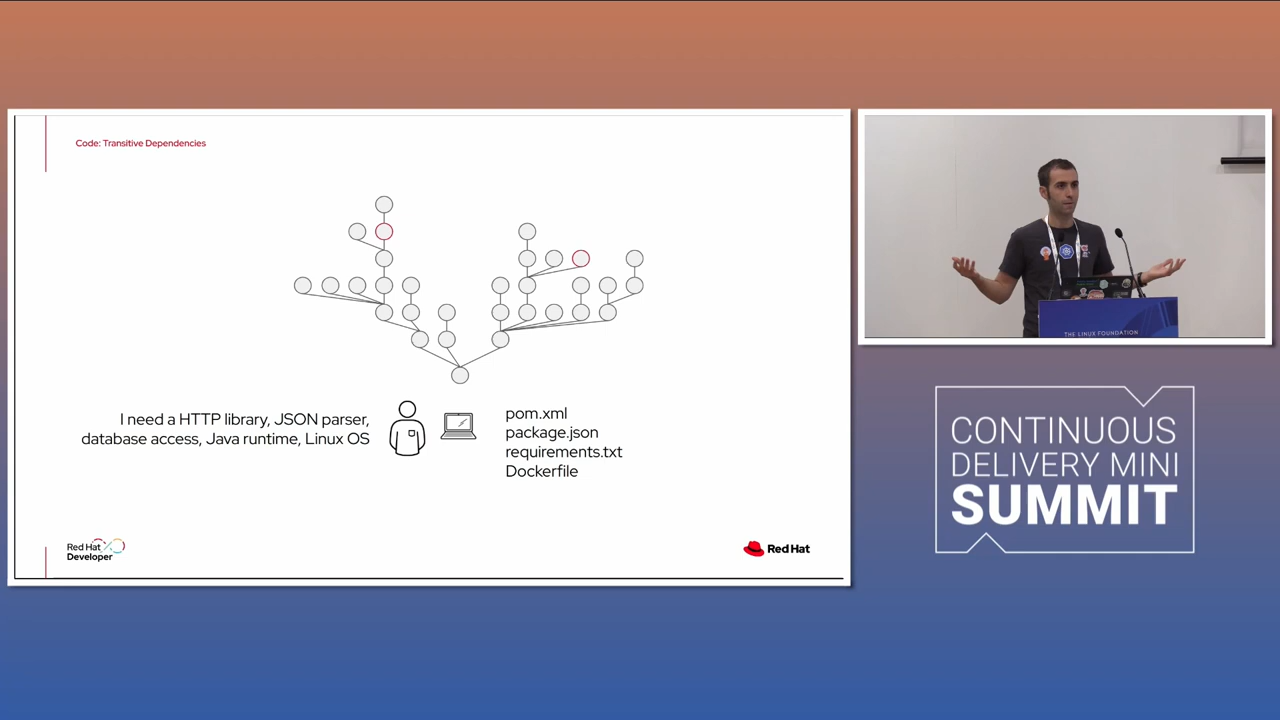 Code: Transitive Dependencies
I need a HTTP library, JSON parser,
database access, Java runtime, Linux OS
pom.xml
package.json
requirements.txt
Dockerfile
Red Hat
Developer
Red Hat
THE LINUX FOUNDATION
CONTINUOUS
DELIVERY MINI
SUMMIT